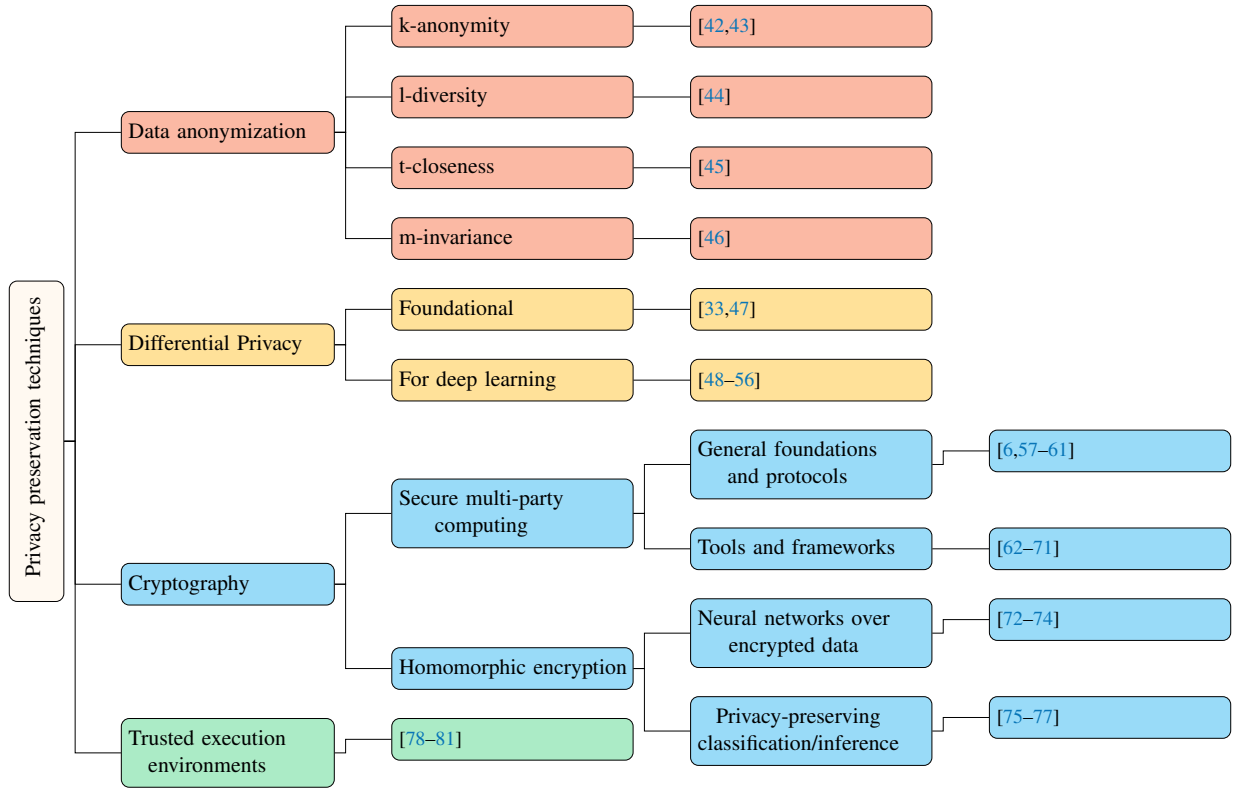 Privacy preservation techniques
Data anonymization
k-anonymity
[42,43]
l-diversity
[44]
t-closeness
[45]
m-invariance
[46]
Differential Privacy
Foundational
[33,47]
For deep learning
[48–56]
Cryptography
Secure multi-party
computing
General foundations
and protocols
[6,57–61]
Tools and frameworks
[62–71]
Homomorphic encryption
Neural networks over
encrypted data
[72–74]
Privacy-preserving
classification/inference
[75–77]
Trusted execution
environments
[78–81]